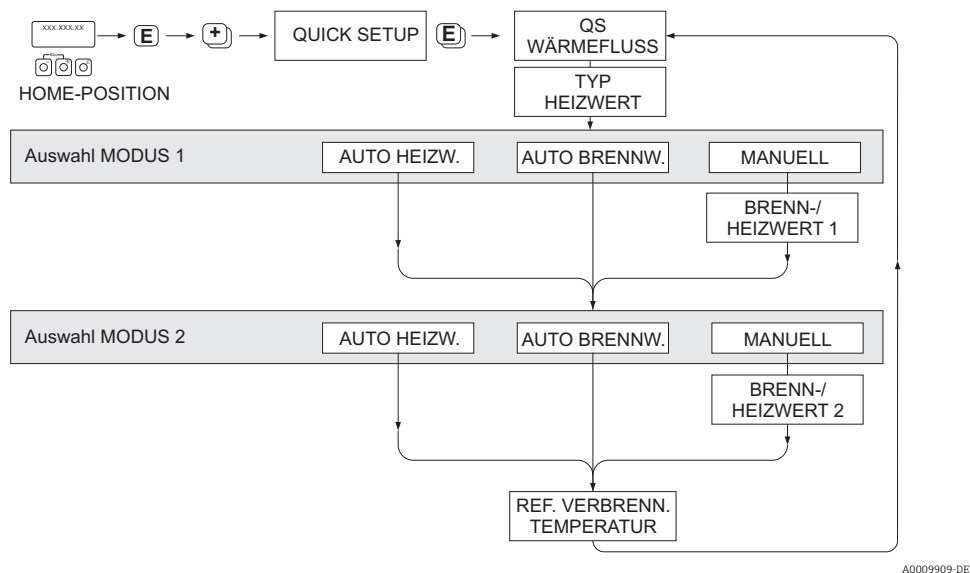 XXX.XXX.XX
Esc
E
+
QUICK SETUP
E
QS
WÄRMEFLUSS
HOME-POSITION
TYP
HEIZWERT
Auswahl MODUS 1
AUTO HEIZW.
AUTO BRENNW.
MANUELL
BRENN-/
HEIZWERT 1
Auswahl MODUS 2
AUTO HEIZW.
AUTO BRENNW.
MANUELL
BRENN-/
HEIZWERT 2
REF. VERBRENN.
TEMPERATUR
A0009909-DE